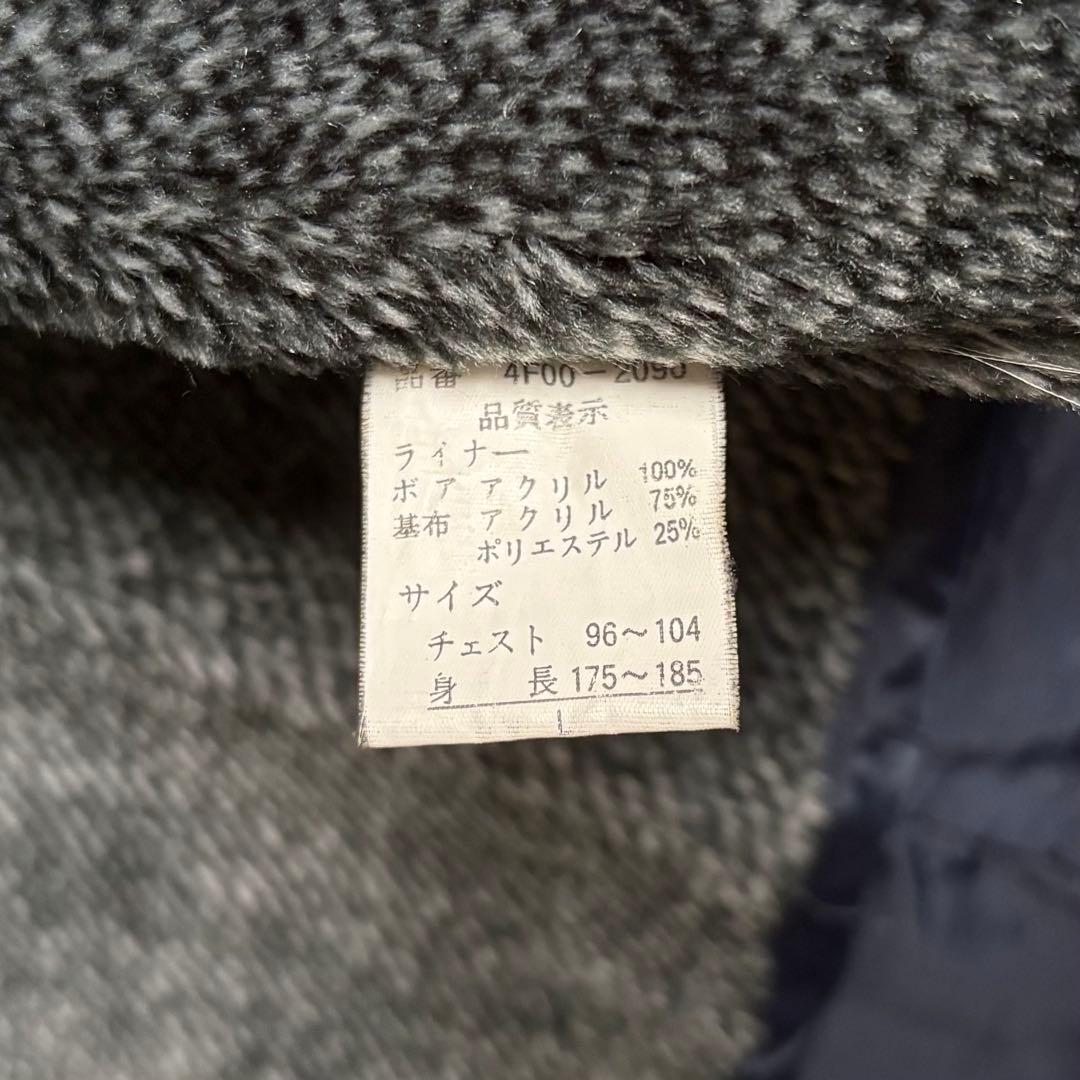 品番 4F00-2090
品質表示
ライナー
ボア アクリル 100%
基布 アクリル 75%
ポリエステル 25%
サイズ
チェスト 96～104
身長 175～185
L